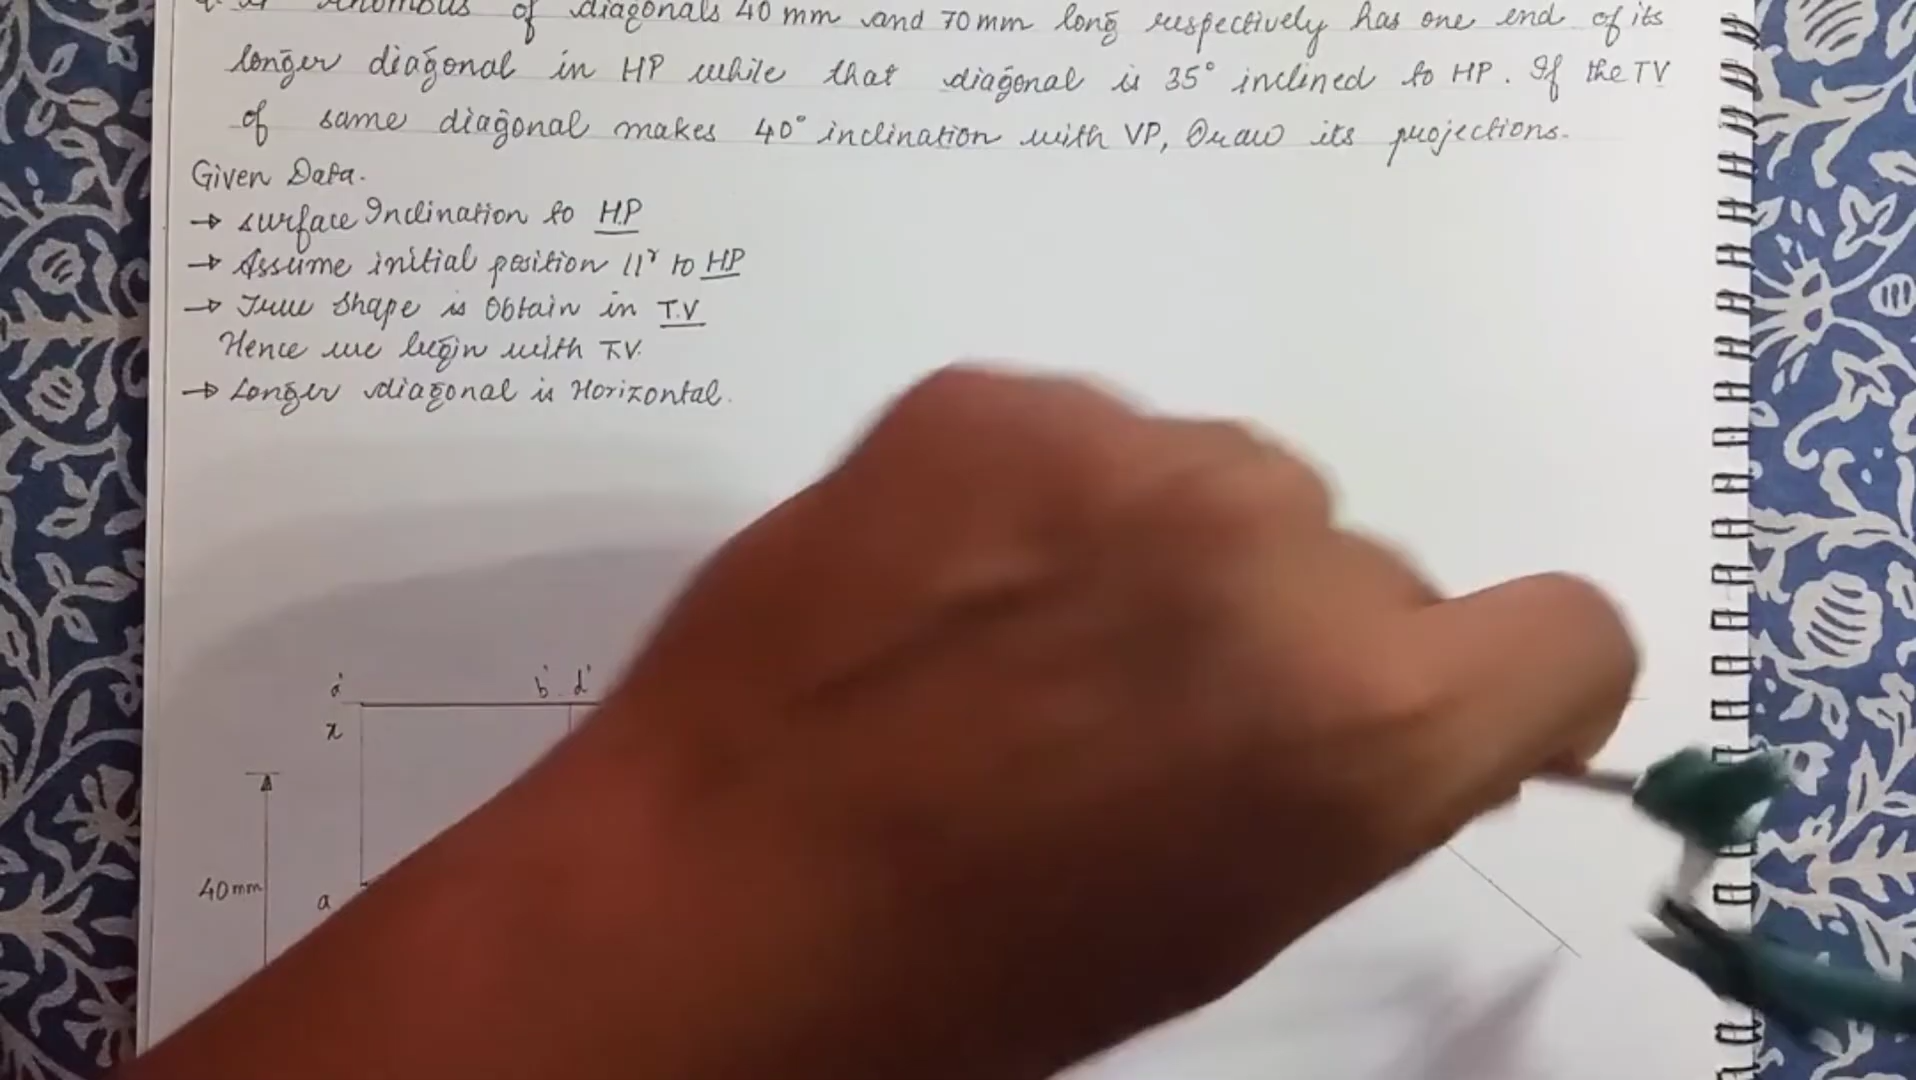 rhombus of diagonals 40 mm and 70 mm long respectively has one end of its
longer diagonal in HP while that diagonal is 35° inclined to HP. If the TV
of same diagonal makes 40° inclination with VP, Draw its projections.
Given Data.
→ surface Inclination to HP
→ Assume initial position 11r to HP
→ True Shape is Obtain in T.V
Hence we begin with T.V.
→ Longer diagonal is Horizontal.
a' b' d'
x
40mm
a